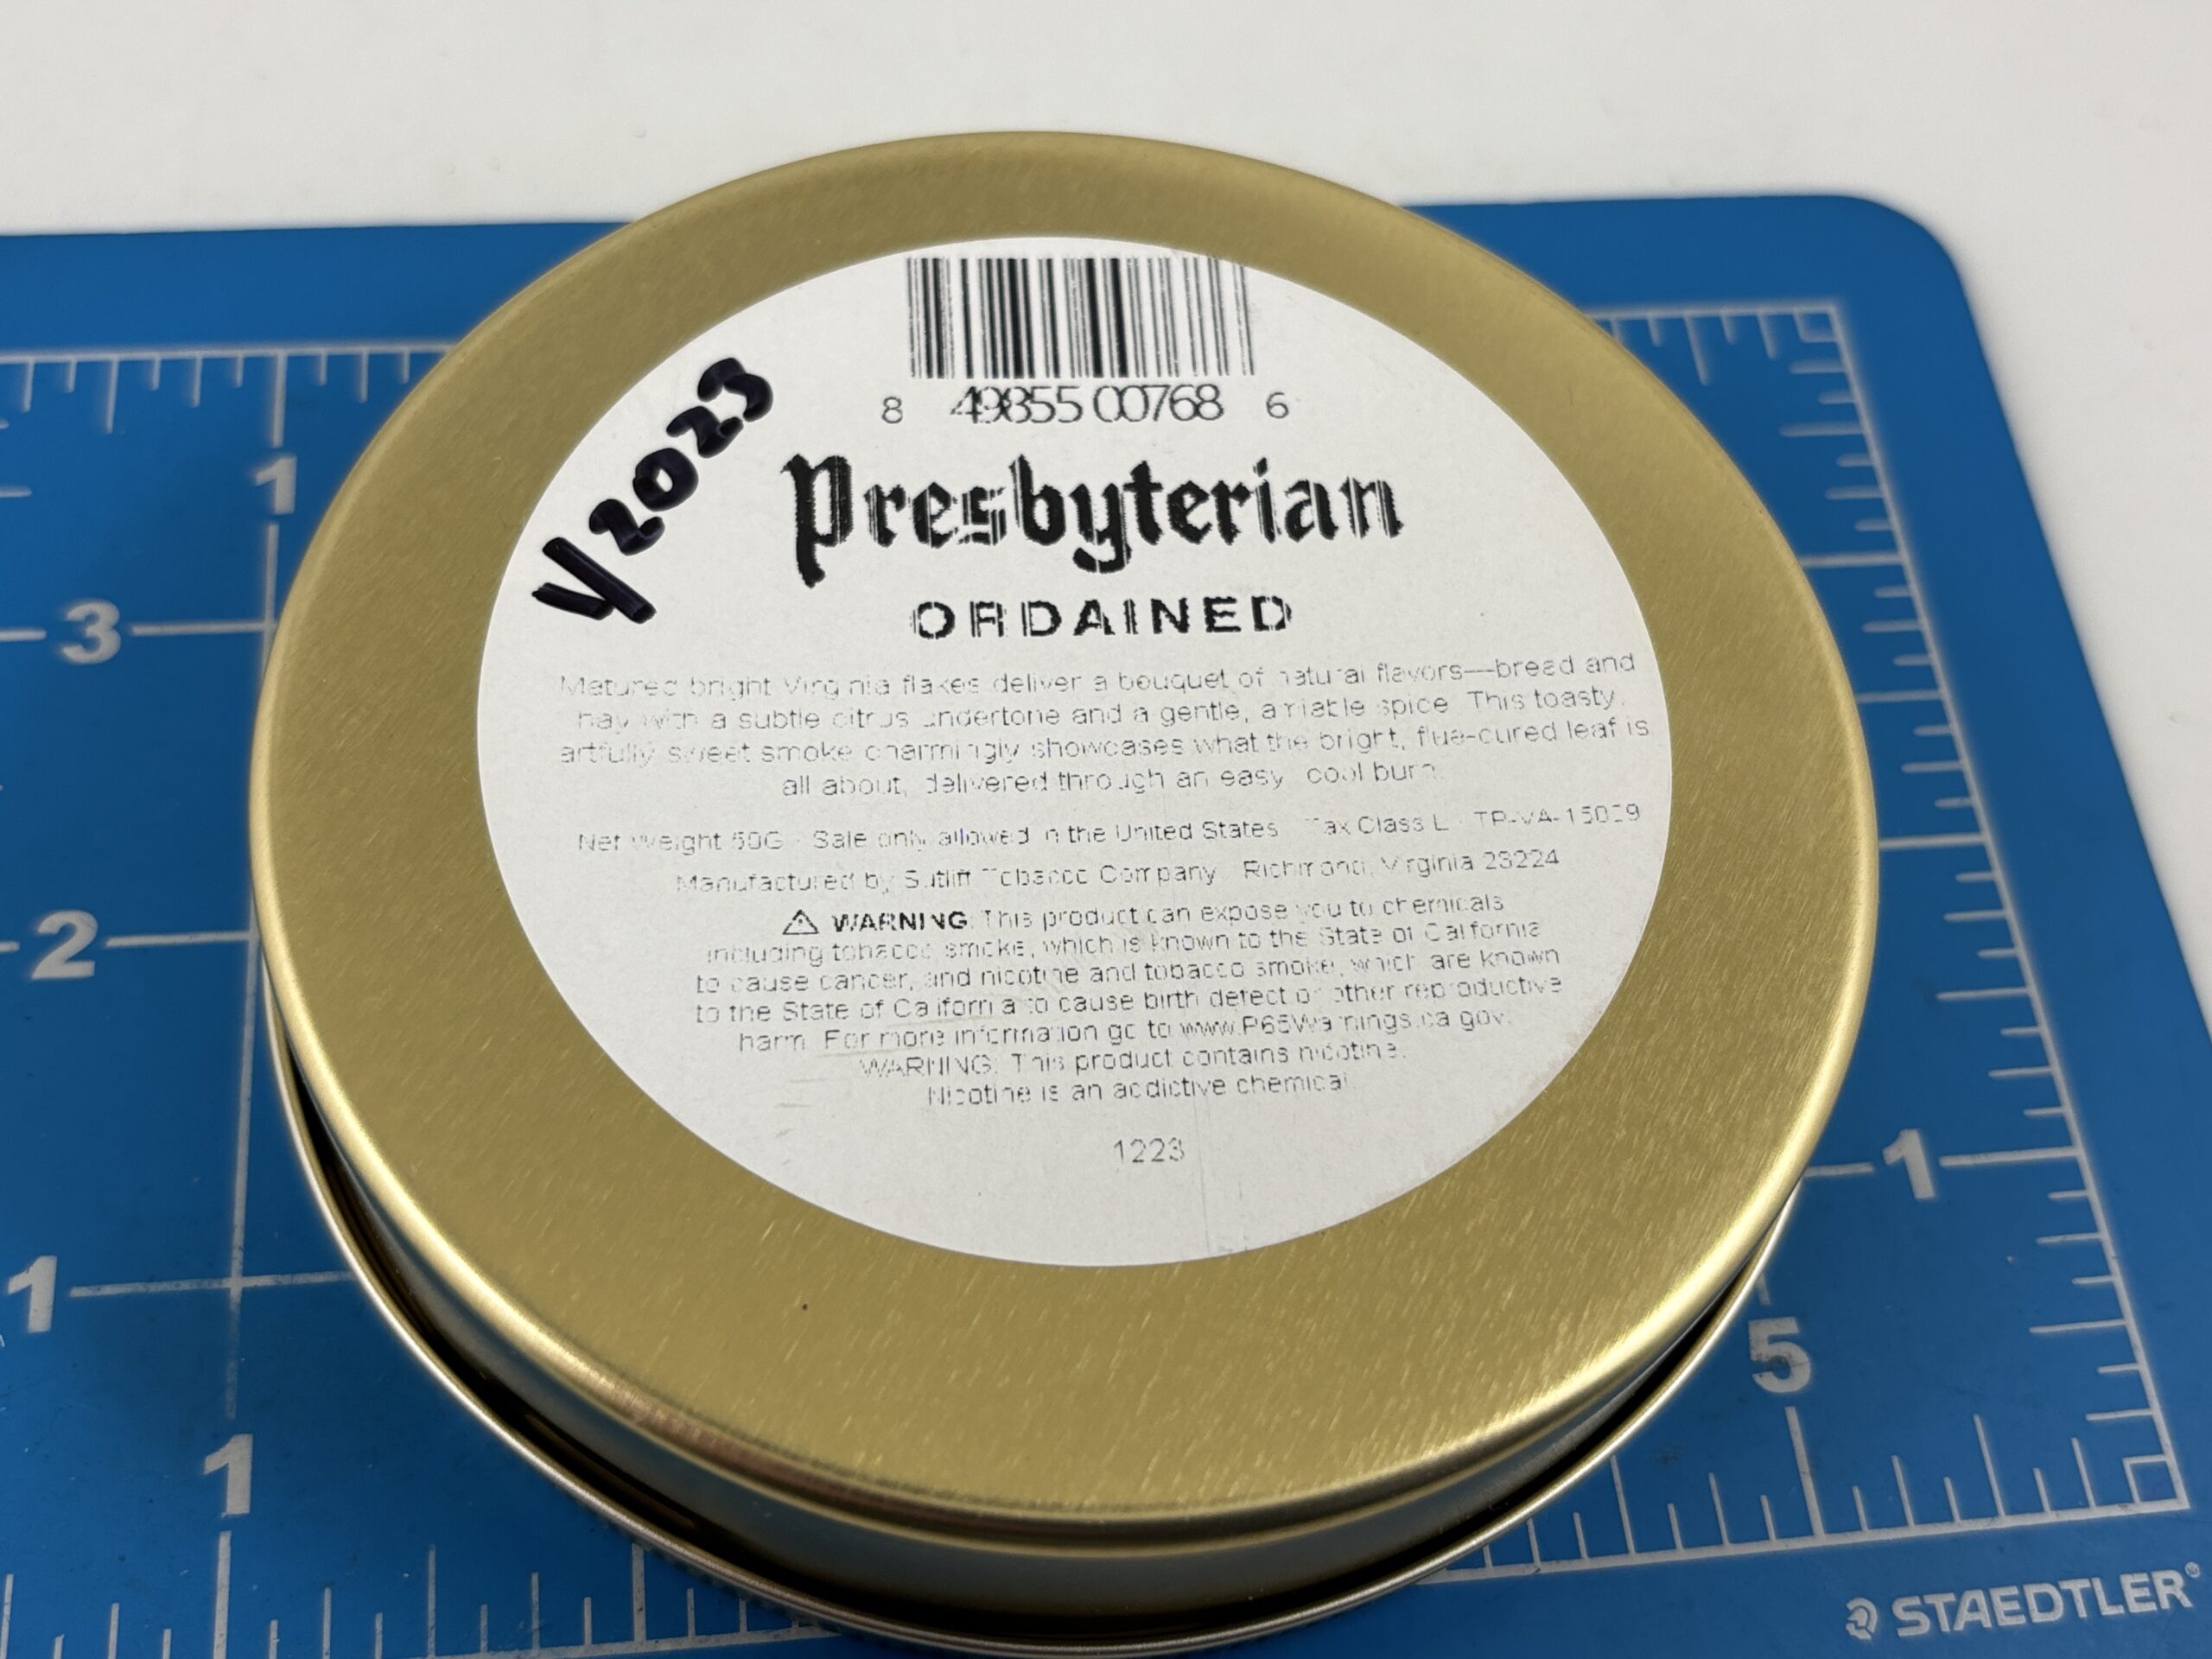 V/2023
8 49855 00768 6
Presbyterian
ORDAINED
Matured bright Virginia flakes deliver a bouquet of natural flavors—bread and
hay with a subtle citrus undertone and a gentle, amiable spice. This toasty,
artfully sweet smoke charmingly showcases what the bright, flue-cured leaf is
all about, delivered through an easy, cool burn.
Net Weight 50G · Sale only allowed in the United States · Tax Class L · TP-VA-
Manufactured by Sutliff Tobacco Company · Richmond, Virginia 23224
⚠ WARNING: This product can expose you to chemicals
including tobacco smoke, which is known to the State of California
to cause cancer, and nicotine and tobacco smoke, which are known
to the State of California to cause birth defect or other reproductive
harm. For more information go to www.P65Warnings.ca.gov.
WARNING: This product contains nicotine.
Nicotine is an addictive chemical.
1223
1
3
2
1
1
1
5
STAEDTLER®